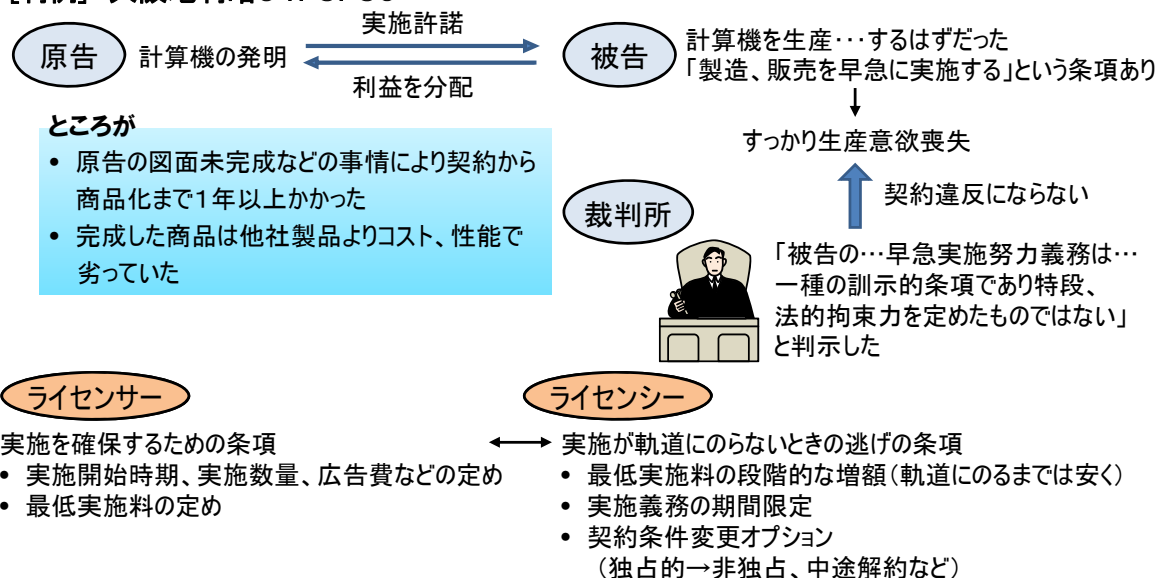 実施許諾
原告
計算機の発明
利益を分配
被告
計算機を生産･･･するはずだった
「製造、販売を早急に実施する」という条項あり
すっかり生産意欲喪失
ところが
• 原告の図面未完成などの事情により契約から
商品化まで１年以上かかった
• 完成した商品は他社製品よりコスト、性能で
劣っていた
契約違反にならない
裁判所
「被告の…早急実施努力義務は…
一種の訓示的条項であり特段、
法的拘束力を定めたものではない」
と判示した
ライセンサー
実施を確保するための条項
• 実施開始時期、実施数量、広告費などの定め
• 最低実施料の定め
ライセンシー
実施が軌道にのらないときの逃げの条項
• 最低実施料の段階的な増額（軌道にのるまでは安く）
• 実施義務の期間限定
• 契約条件変更オプション
（独占的→非独占、中途解約など）